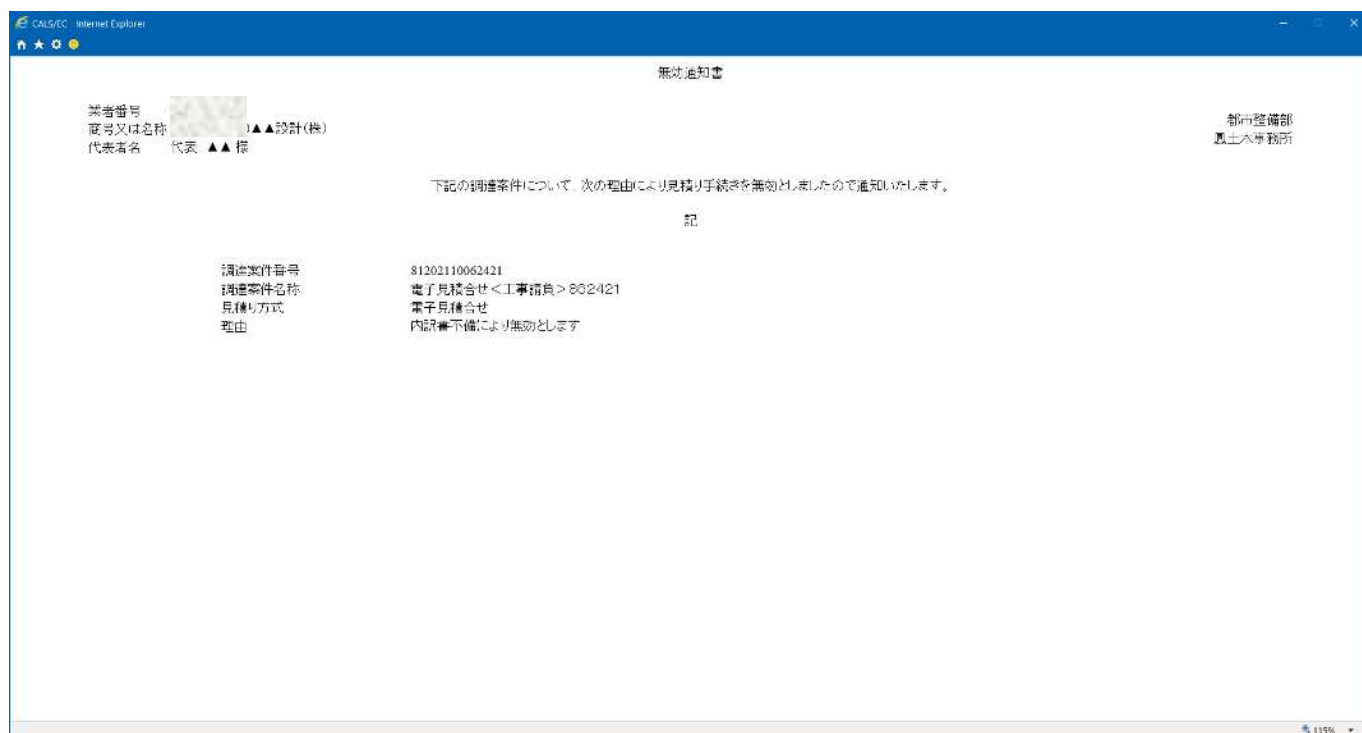 CALS/EC - Internet Explorer
無効通知書
業者番号
商号又は名称 ▲▲設計(株)
代表者名 代表 ▲▲ 様
都市整備部
鳳土木事務所
下記の調達案件について、次の理由により見積り手続きを無効としましたので通知いたします。
記
調達案件番号 81202110062421
調達案件名称 電子見積合せ<工事請負>862421
見積り方式 電子見積合せ
理由 内訳書不備により無効とします
115%